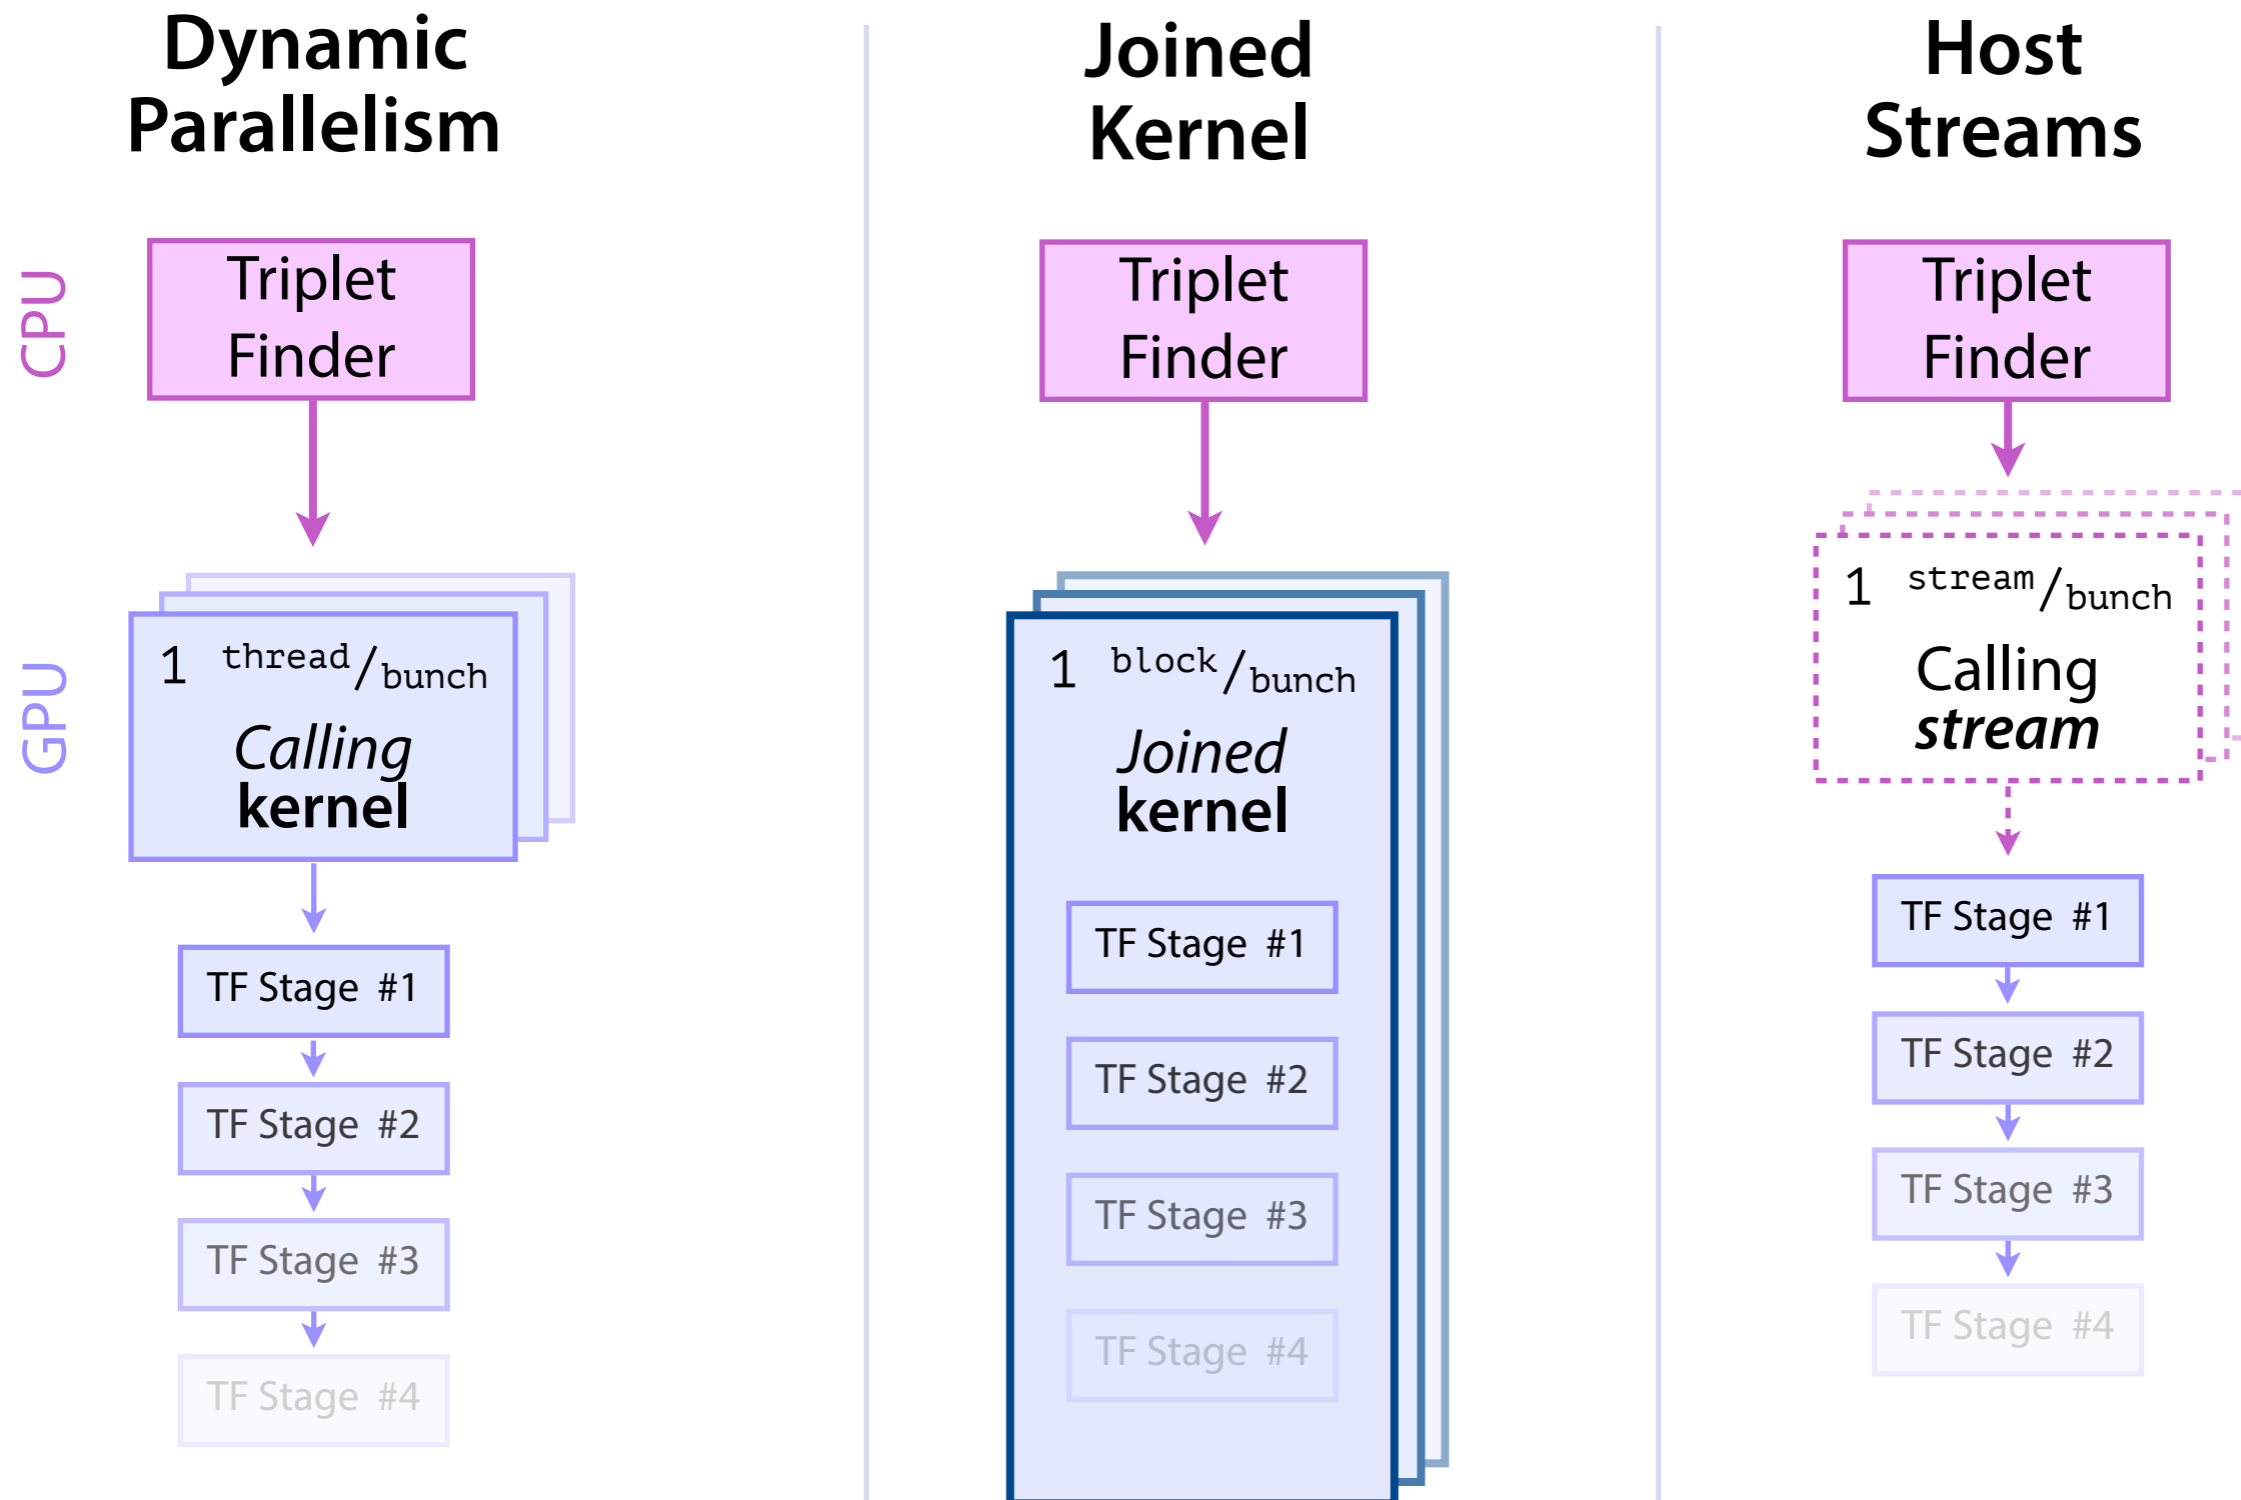 Dynamic
Parallelism
CPU
Triplet
Finder
GPU
1 thread/bunch
Calling
kernel
TF Stage #1
TF Stage #2
TF Stage #3
TF Stage #4
Joined
Kernel
Triplet
Finder
1 block/bunch
Joined
kernel
TF Stage #1
TF Stage #2
TF Stage #3
TF Stage #4
Host
Streams
Triplet
Finder
1 stream/bunch
Calling
stream
TF Stage #1
TF Stage #2
TF Stage #3
TF Stage #4